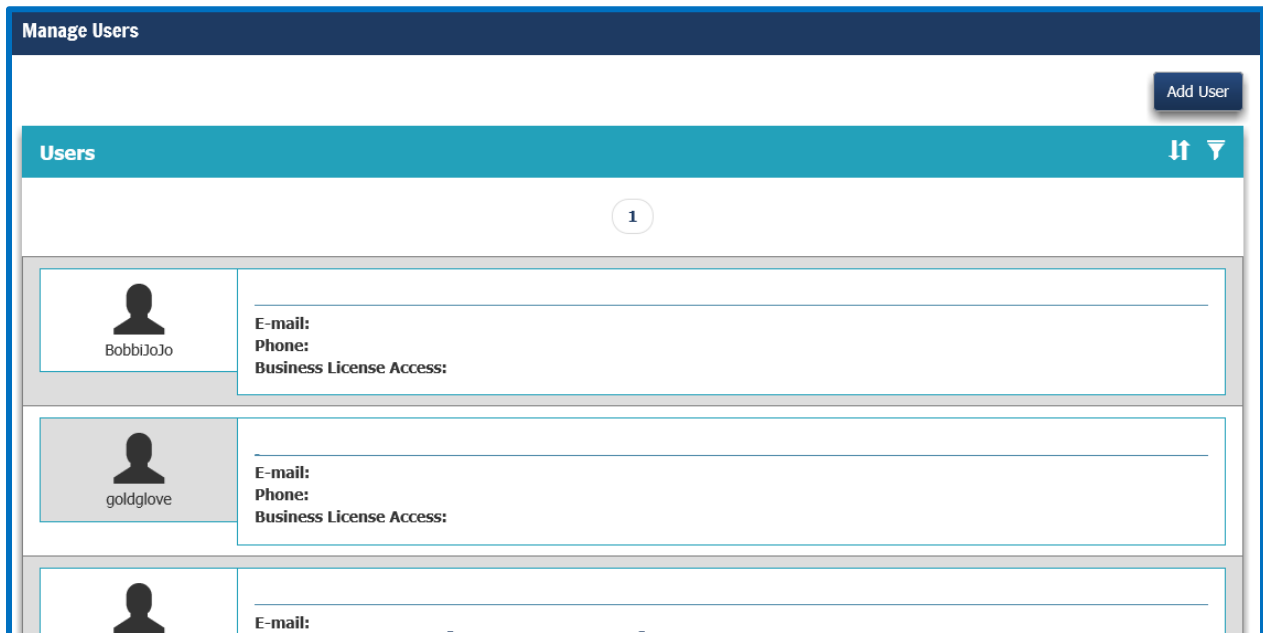 Manage Users
Add User
Users
1
BobbiJoJo
E-mail:
Phone:
Business License Access:
goldglove
E-mail:
Phone:
Business License Access:
E-mail: